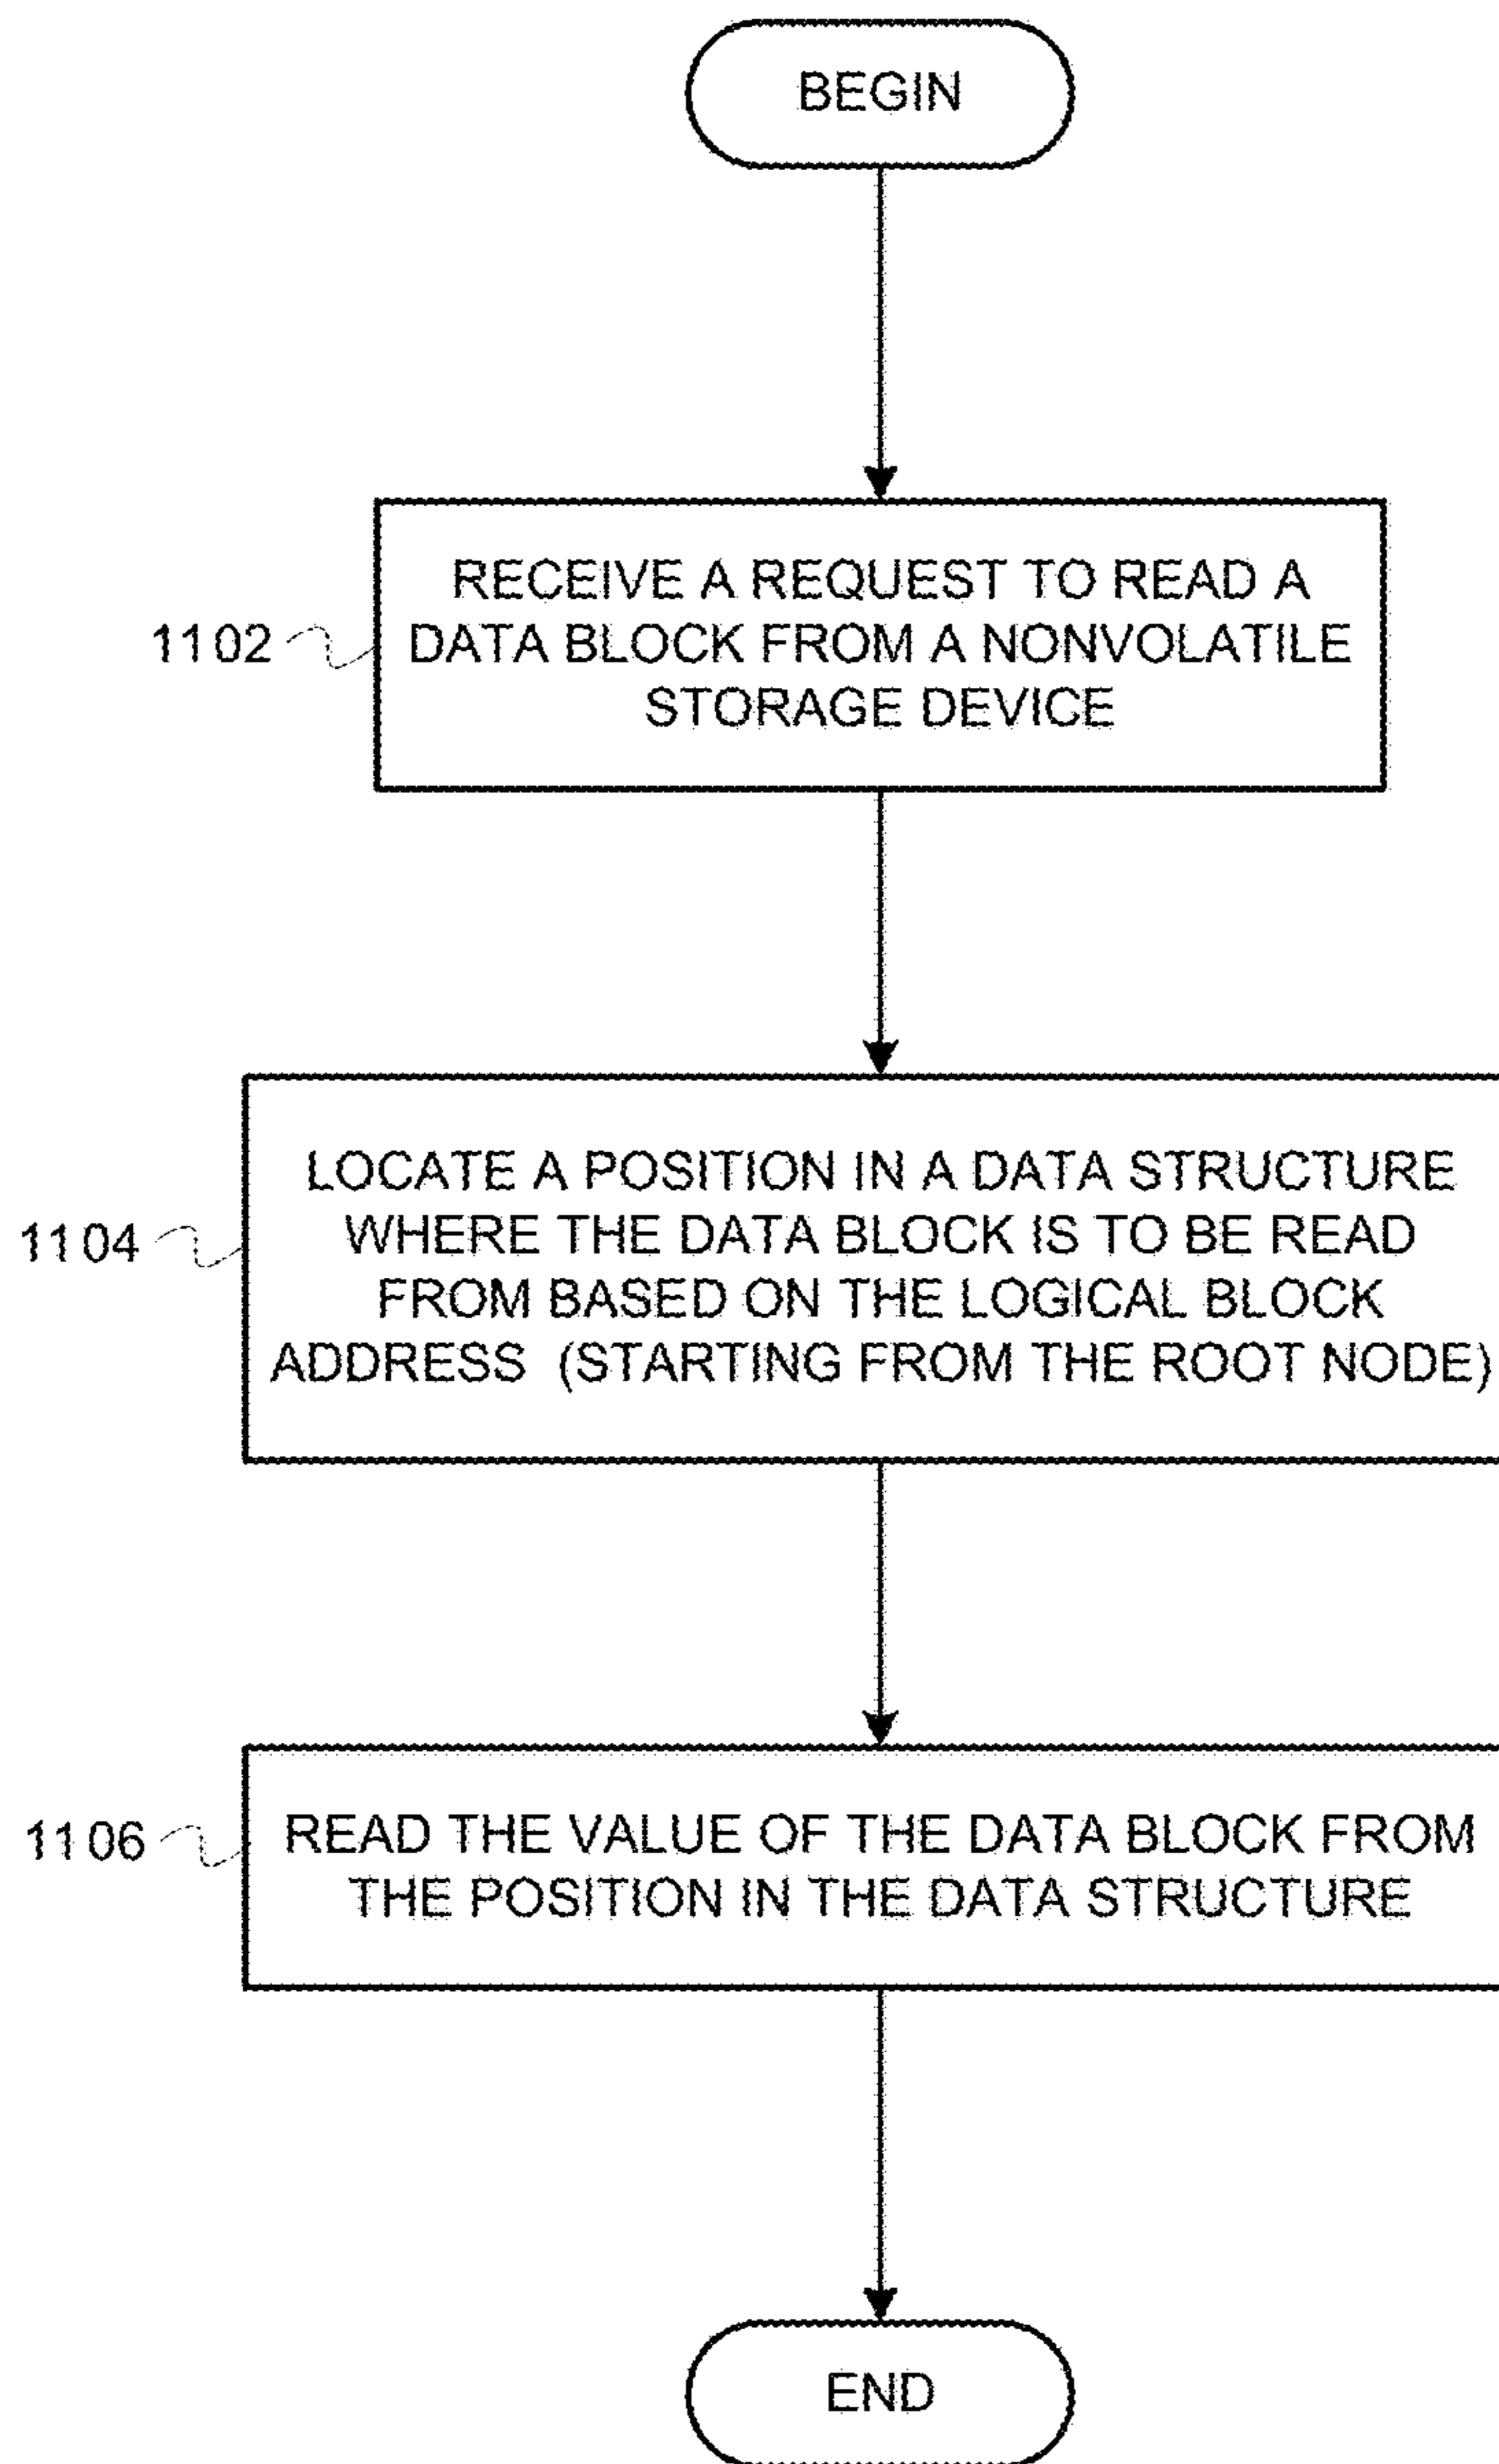 BEGIN
RECEIVE A REQUEST TO READ A
1102 DATA BLOCK FROM A NONVOLATILE
STORAGE DEVICE
LOCATE A POSITION IN A DATA STRUCTURE
1104 WHERE THE DATA BLOCK IS TO BE READ
FROM BASED ON THE LOGICAL BLOCK
ADDRESS (STARTING FROM THE ROOT NODE)
1106 READ THE VALUE OF THE DATA BLOCK FROM
THE POSITION IN THE DATA STRUCTURE
END